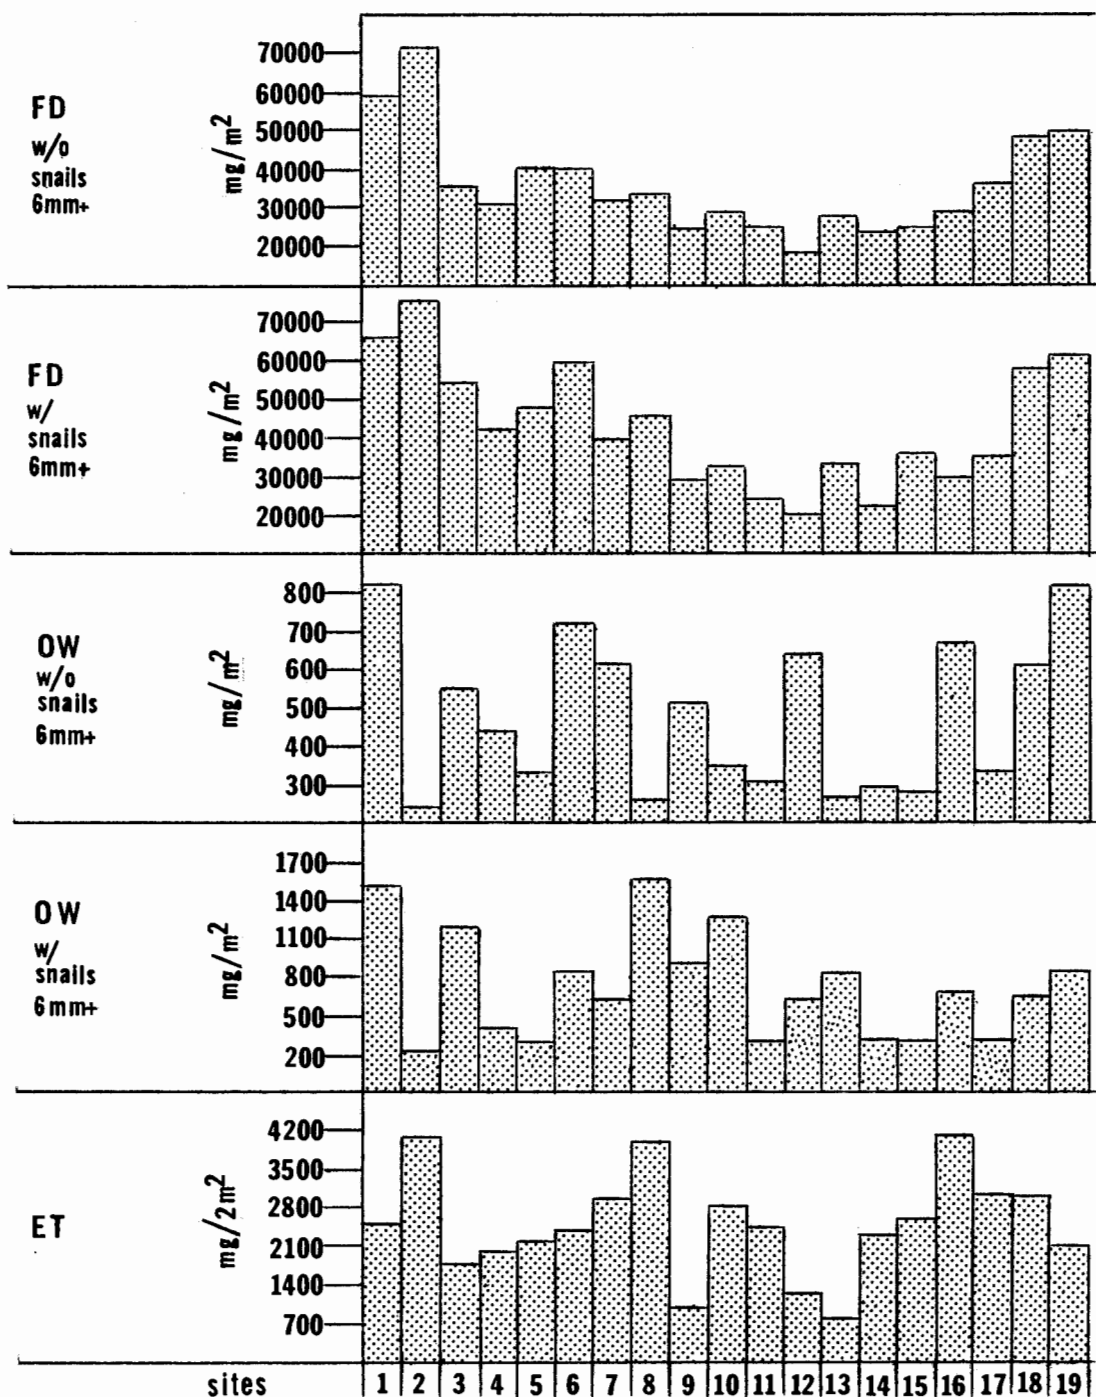 FD
w/o
snails
6mm+
mg/m²
70000
60000
50000
40000
30000
20000
FD
w/
snails
6mm+
mg/m²
70000
60000
50000
40000
30000
20000
OW
w/o
snails
6mm+
mg/m²
800
700
600
500
400
300
OW
w/
snails
6mm+
mg/m²
1700
1400
1100
800
500
200
ET
mg/2m²
4200
3500
2800
2100
1400
700
sites 1 2 3 4 5 6 7 8 9 10 11 12 13 14 15 16 17 18 19